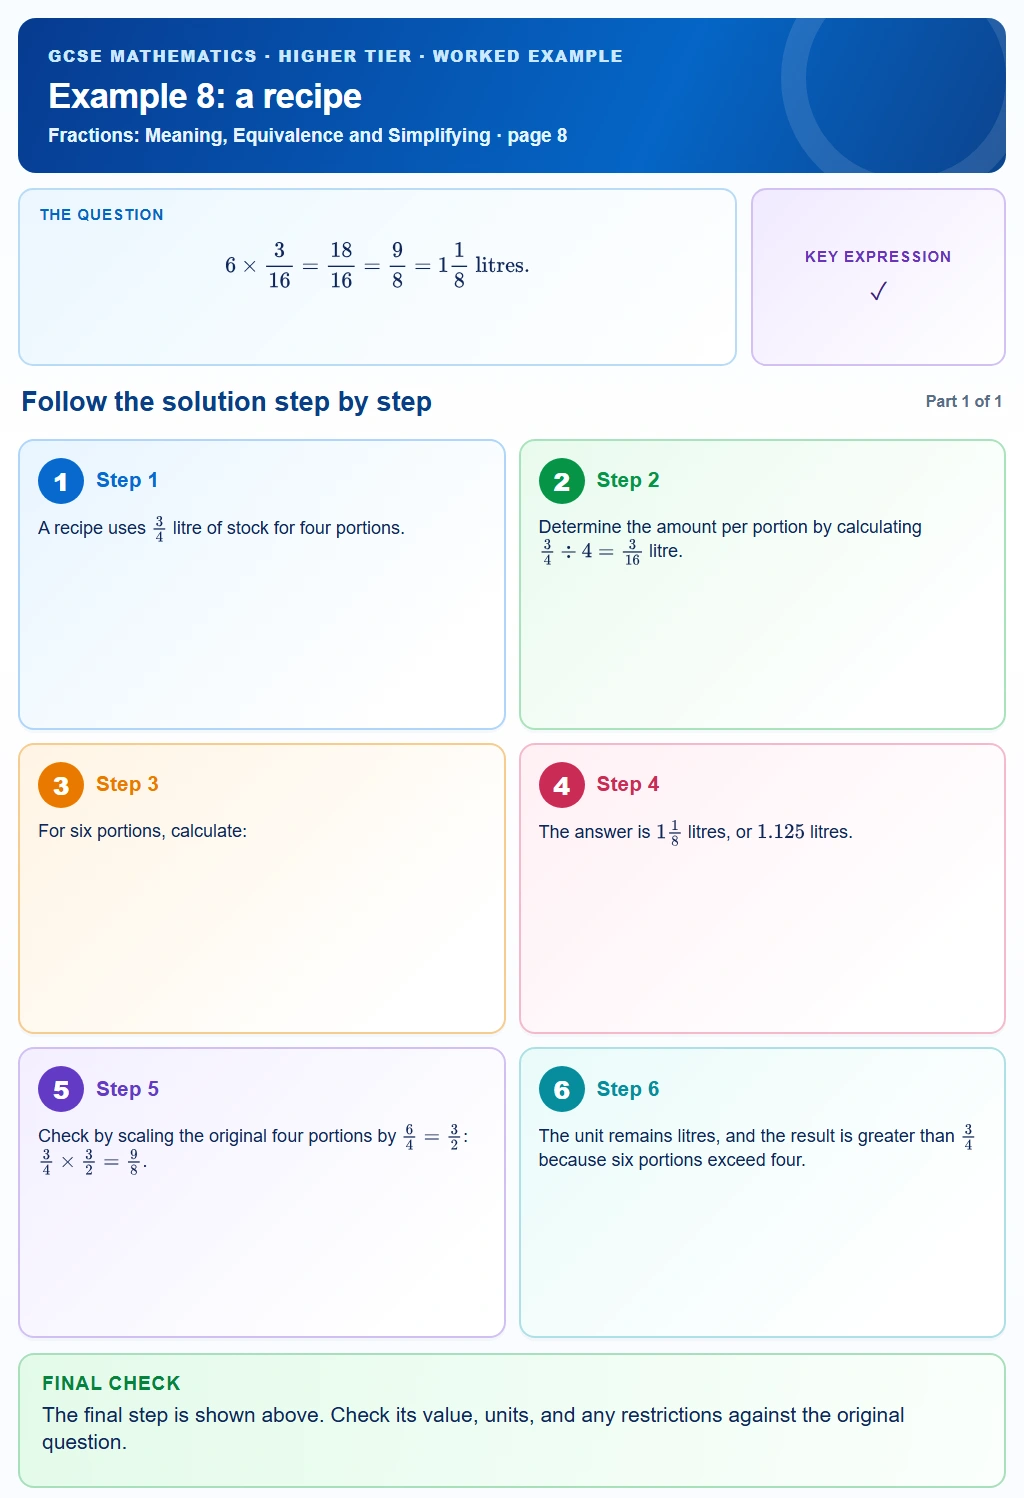 GCSE MATHEMATICS · HIGHER TIER · WORKED EXAMPLE
Example 8: a recipe
Fractions: Meaning, Equivalence and Simplifying · page 8
THE QUESTION
6 × 3/16 = 18/16 = 9/8 = 1 1/8 litres.
KEY EXPRESSION
✓
Follow the solution step by step
Part 1 of 1
1 Step 1
A recipe uses 3/4 litre of stock for four portions.
2 Step 2
Determine the amount per portion by calculating
3/4 ÷ 4 = 3/16 litre.
3 Step 3
For six portions, calculate:
4 Step 4
The answer is 1 1/8 litres, or 1.125 litres.
5 Step 5
Check by scaling the original four portions by 6/4 = 3/2:
3/4 × 3/2 = 9/8.
6 Step 6
The unit remains litres, and the result is greater than 3/4
because six portions exceed four.
FINAL CHECK
The final step is shown above. Check its value, units, and any restrictions against the original
question.